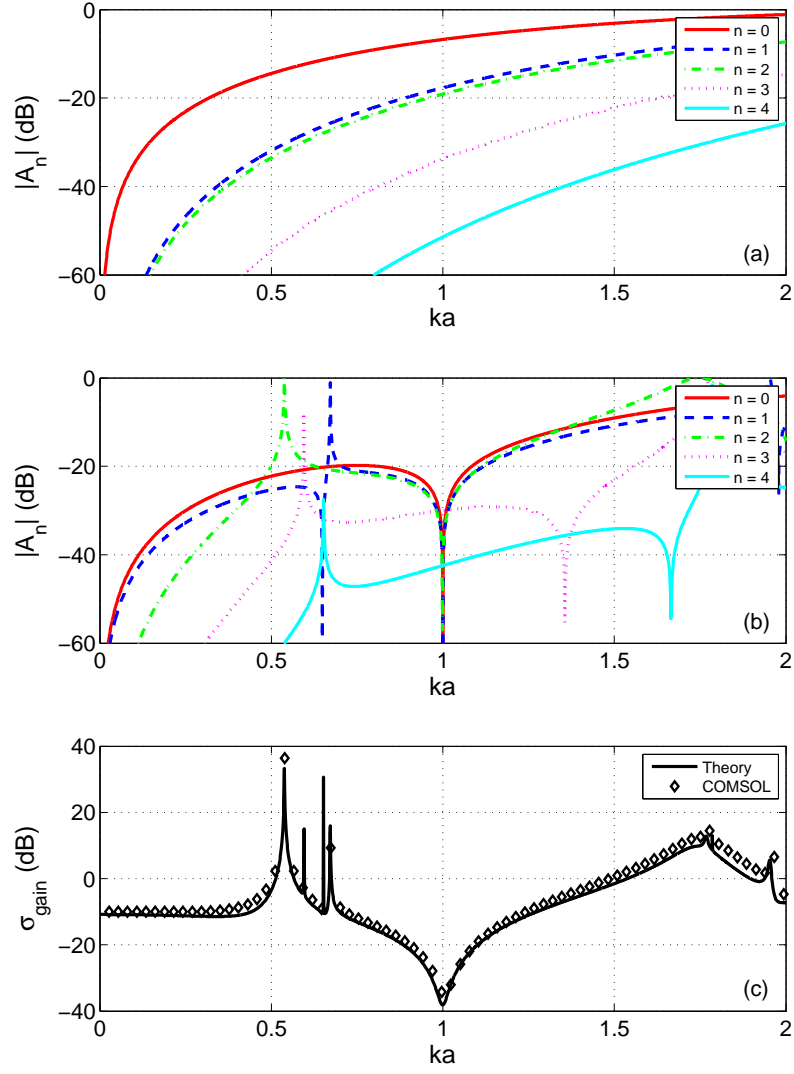 0
−20
−40
−60
|A_n| (dB)
n = 0
n = 1
n = 2
n = 3
n = 4
(a)
0 0.5 1 1.5 2
ka
0
−20
−40
−60
|A_n| (dB)
n = 0
n = 1
n = 2
n = 3
n = 4
(b)
0 0.5 1 1.5 2
ka
40
20
0
−20
−40
σ_gain (dB)
Theory
COMSOL
(c)
0 0.5 1 1.5 2
ka